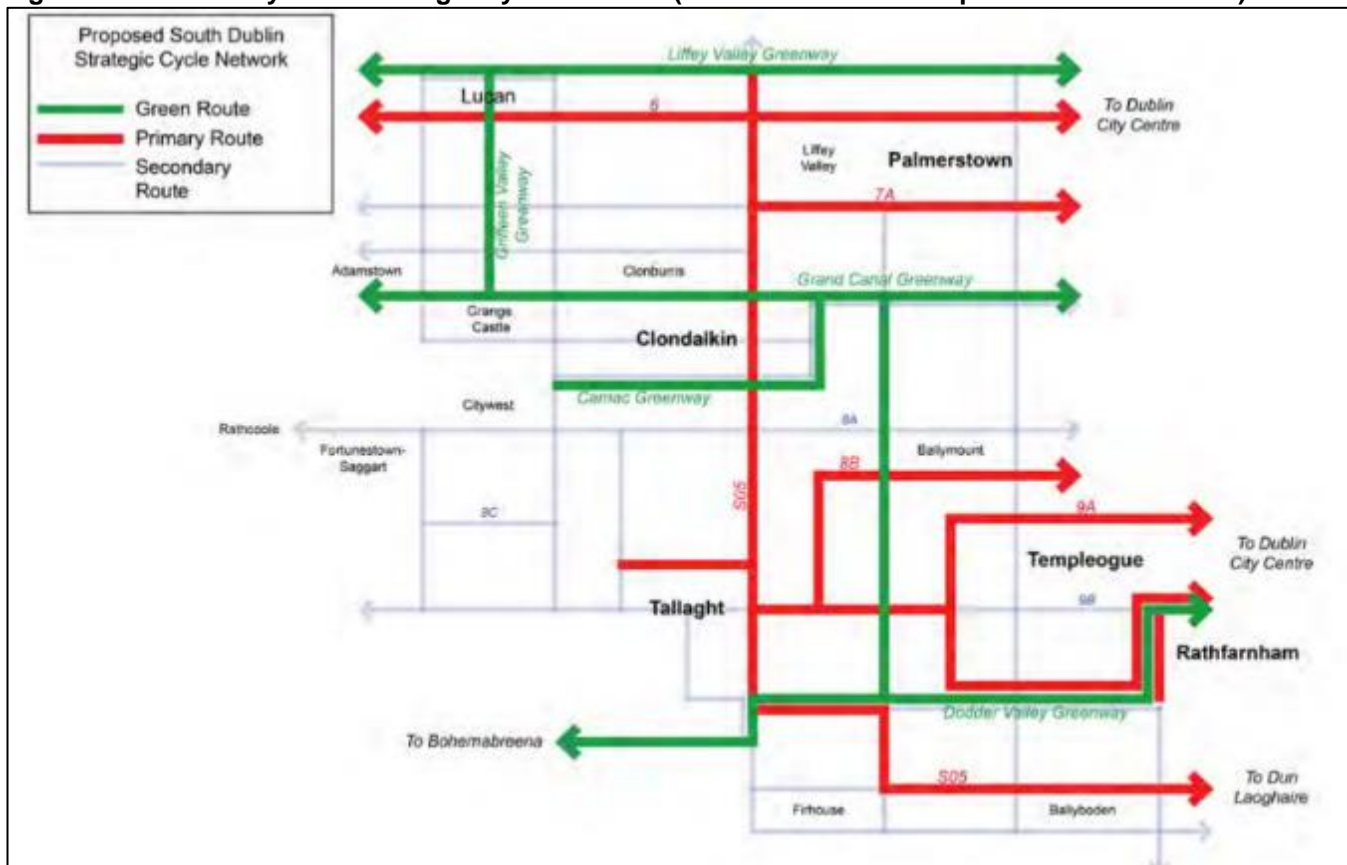 Proposed South Dublin
Strategic Cycle Network
Green Route
Primary Route
Secondary
Route
Liffey Valley Greenway
Lucan
6
To Dublin
City Centre
Liffey
Valley
Palmerstown
7A
Griffeen Valley
Greenway
Adamstown
Clonburris
Grand Canal Greenway
Grange
Castle
Clondalkin
Camac Greenway
Citywest
Rathcoole
8A
Fortunestown-
Saggart
Ballymount
8B
S05
8C
9A
Templeogue
To Dublin
City Centre
Tallaght
9B
Rathfarnham
Dodder Valley Greenway
To Bohernabreena
S05
To Dun
Laoghaire
Firhouse
Ballyboden